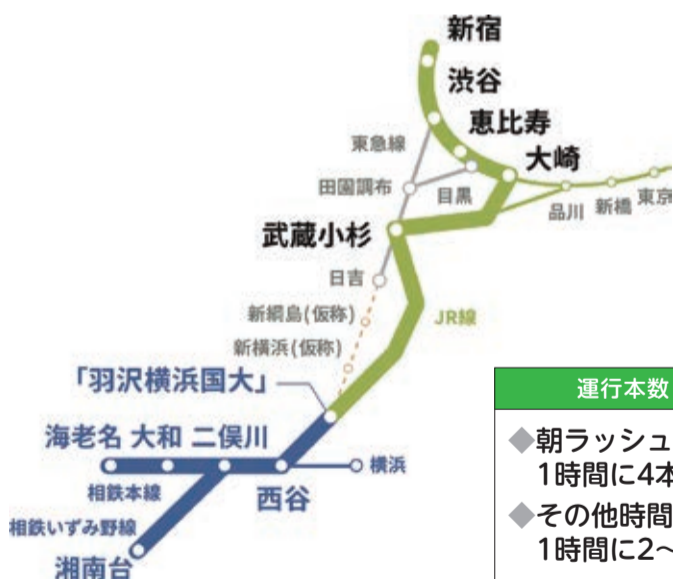 新宿
渋谷
恵比寿
東急線
大崎
田園調布
目黒
品川 新橋 東京
武蔵小杉
日吉
新綱島(仮称)
JR線
新横浜(仮称)
「羽沢横浜国大」
海老名 大和 二俣川
横浜
相鉄本線
西谷
相鉄いずみ野線
湘南台
運行本数
◆朝ラッシュ
1時間に4本
◆その他時間
1時間に2〜